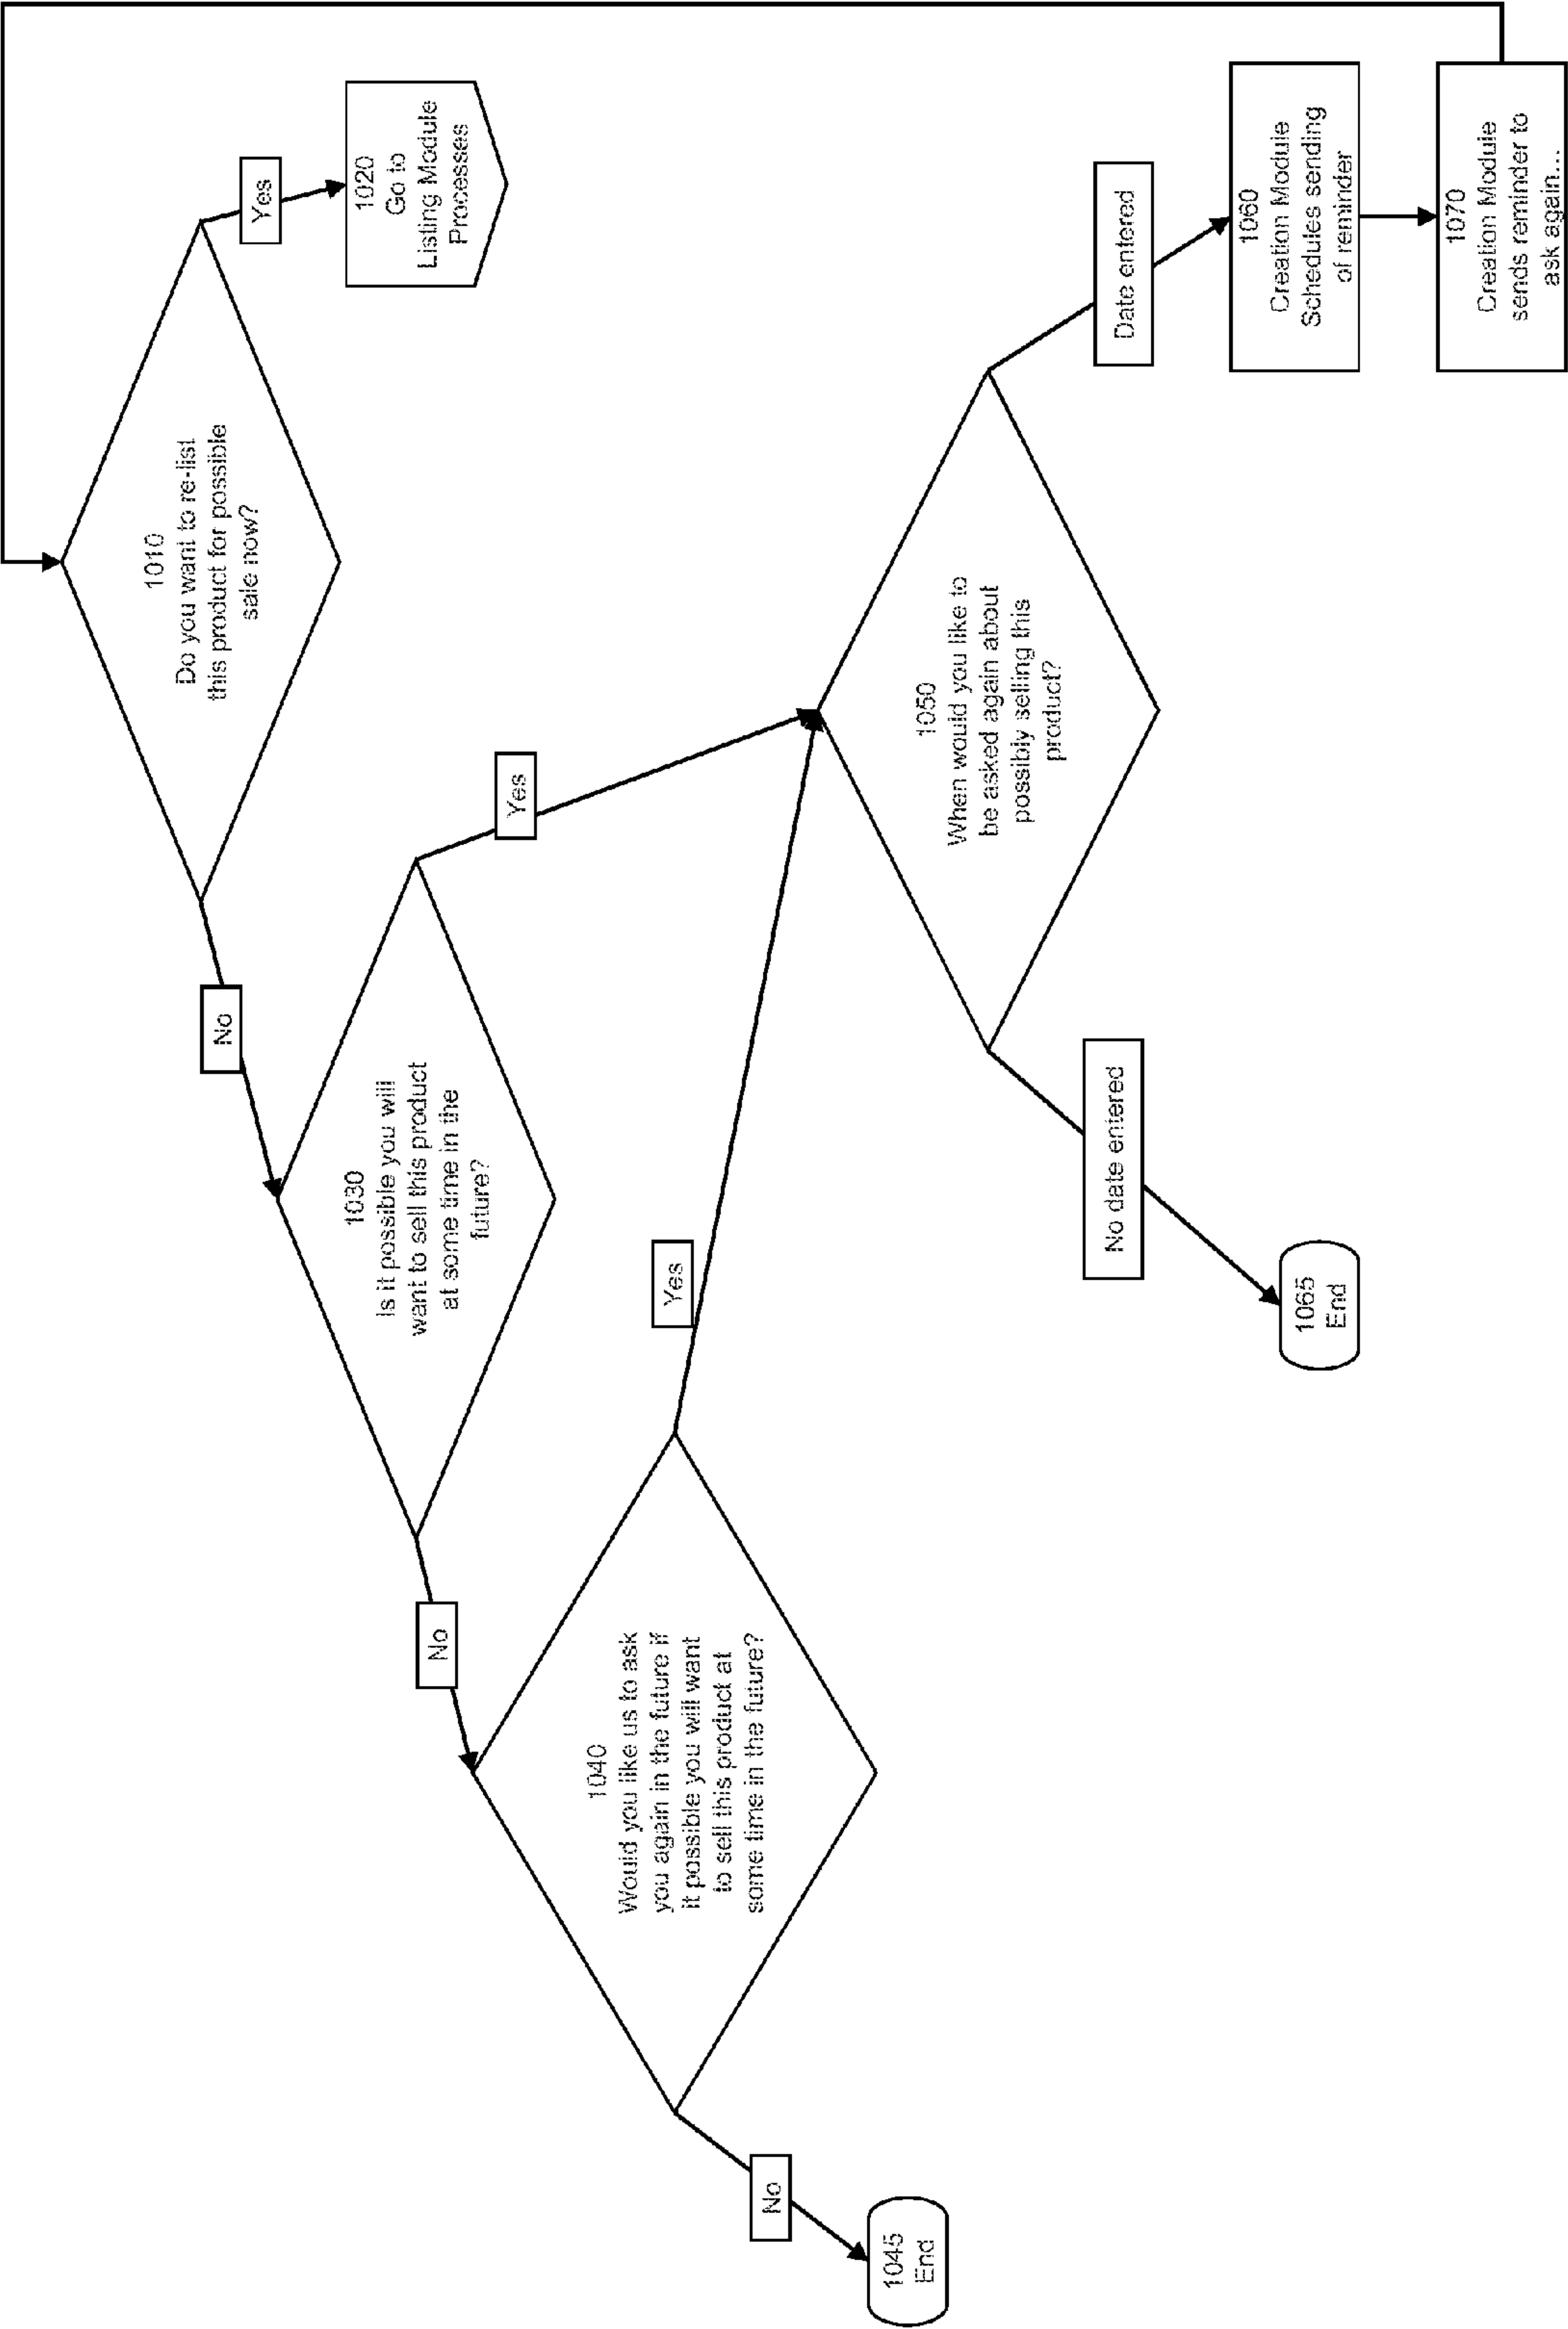 1010
Do you want to re-list
this product for possible
sale now?
Yes
1020
Go to
Listing Module
Processes
No
1030
Is it possible you will
want to sell this product
at some time in the
future?
Yes
No
1040
Would you like us to ask
you again in the future if
it possible you will want
to sell this product at
some time in the future?
Yes
No
1045
End
1050
When would you like to
be asked again about
possibly selling this
product?
Date entered
No date entered
1065
End
1060
Creation Module
Schedules sending
of reminder
1070
Creation Module
sends reminder to
ask again...